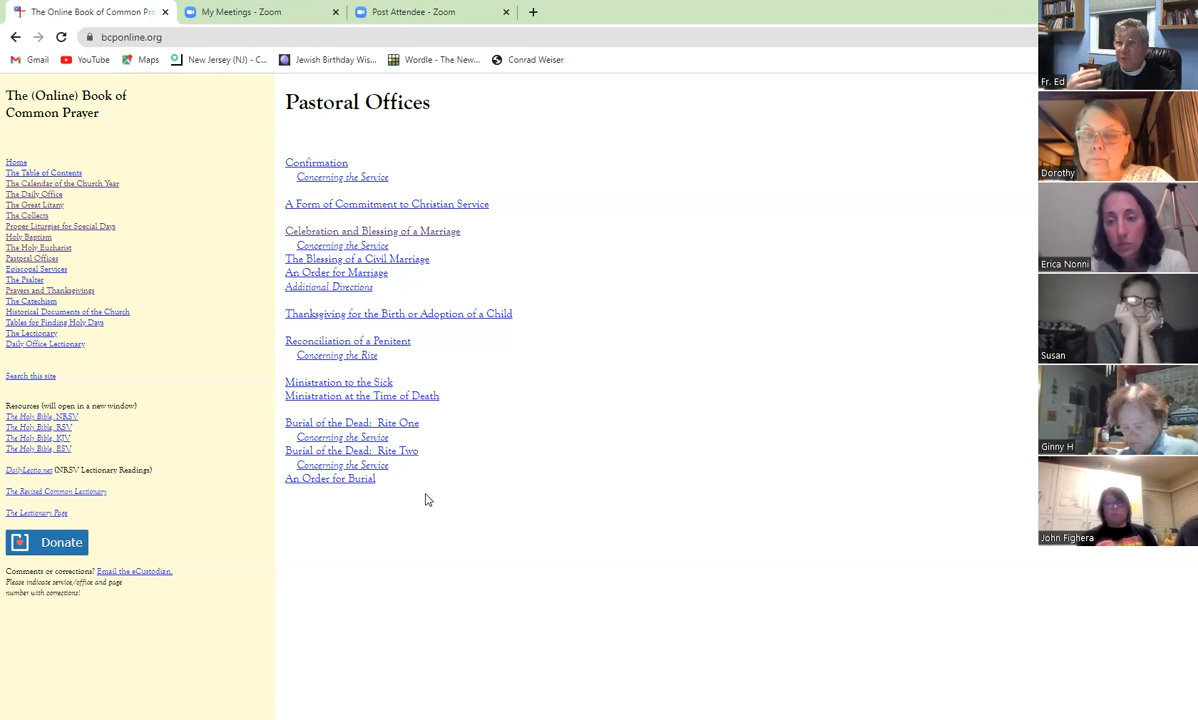 The Online Book of Common Pra
My Meetings - Zoom
Post Attendee - Zoom
bcponline.org
Gmail
YouTube
Maps
New Jersey (NJ) - C...
Jewish Birthday Wis...
Wordle - The New...
Conrad Weiser
The (Online) Book of
Common Prayer
Home
The Table of Contents
The Calendar of the Church Year
The Daily Office
The Great Litany
The Collects
Proper Liturgies for Special Days
Holy Baptism
The Holy Eucharist
Pastoral Offices
Episcopal Services
The Psalter
Prayers and Thanksgivings
The Catechism
Historical Documents of the Church
Tables for Finding Holy Days
The Lectionary
Daily Office Lectionary
Search this site
Resources (will open in a new window)
The Holy Bible, NRSV
The Holy Bible, RSV
The Holy Bible, KJV
The Holy Bible, ESV
DailyLectio.net (NRSV Lectionary Readings)
The Revised Common Lectionary
The Lectionary Page
Donate
Comments or corrections? Email the eCustodian.
Please indicate service/office and page
number with corrections!
Pastoral Offices
Confirmation
Concerning the Service
A Form of Commitment to Christian Service
Celebration and Blessing of a Marriage
Concerning the Service
The Blessing of a Civil Marriage
An Order for Marriage
Additional Directions
Thanksgiving for the Birth or Adoption of a Child
Reconciliation of a Penitent
Concerning the Rite
Ministration to the Sick
Ministration at the Time of Death
Burial of the Dead: Rite One
Concerning the Service
Burial of the Dead: Rite Two
Concerning the Service
An Order for Burial
Fr. Ed
Dorothy
Erica Nonni
Susan
Ginny H
John Fighera